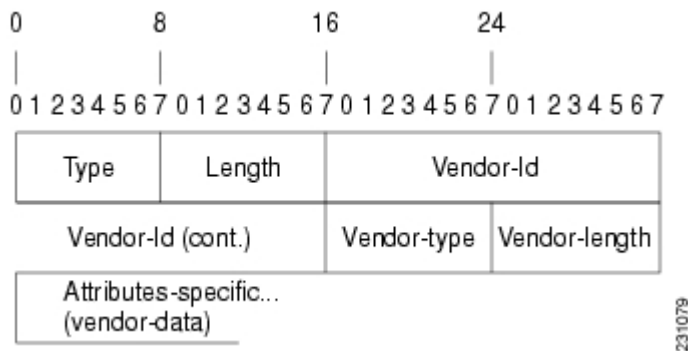 0 8 16 24
0 1 2 3 4 5 6 7 0 1 2 3 4 5 6 7 0 1 2 3 4 5 6 7 0 1 2 3 4 5 6 7
Type Length Vendor-Id
Vendor-Id (cont.) Vendor-type Vendor-length
Attributes-specific...
(vendor-data)
231079